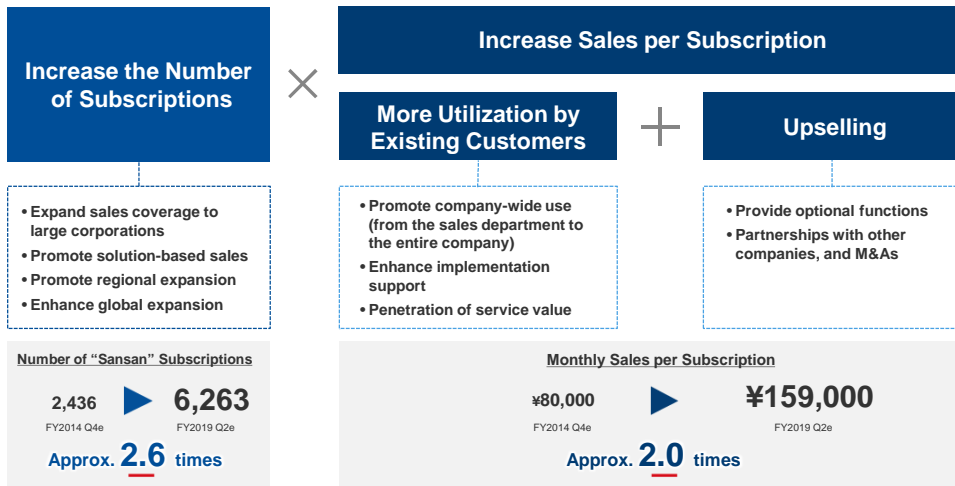 Increase the Number
of Subscriptions
×
Increase Sales per Subscription
More Utilization by
Existing Customers
+
Upselling
• Expand sales coverage to
large corporations
• Promote solution-based sales
• Promote regional expansion
• Enhance global expansion
• Promote company-wide use
(from the sales department to
the entire company)
• Enhance implementation
support
• Penetration of service value
• Provide optional functions
• Partnerships with other
companies, and M&As
Number of “Sansan” Subscriptions
2,436 6,263
FY2014 Q4e FY2019 Q2e
Approx. 2.6 times
Monthly Sales per Subscription
¥80,000 ¥159,000
FY2014 Q4e FY2019 Q2e
Approx. 2.0 times